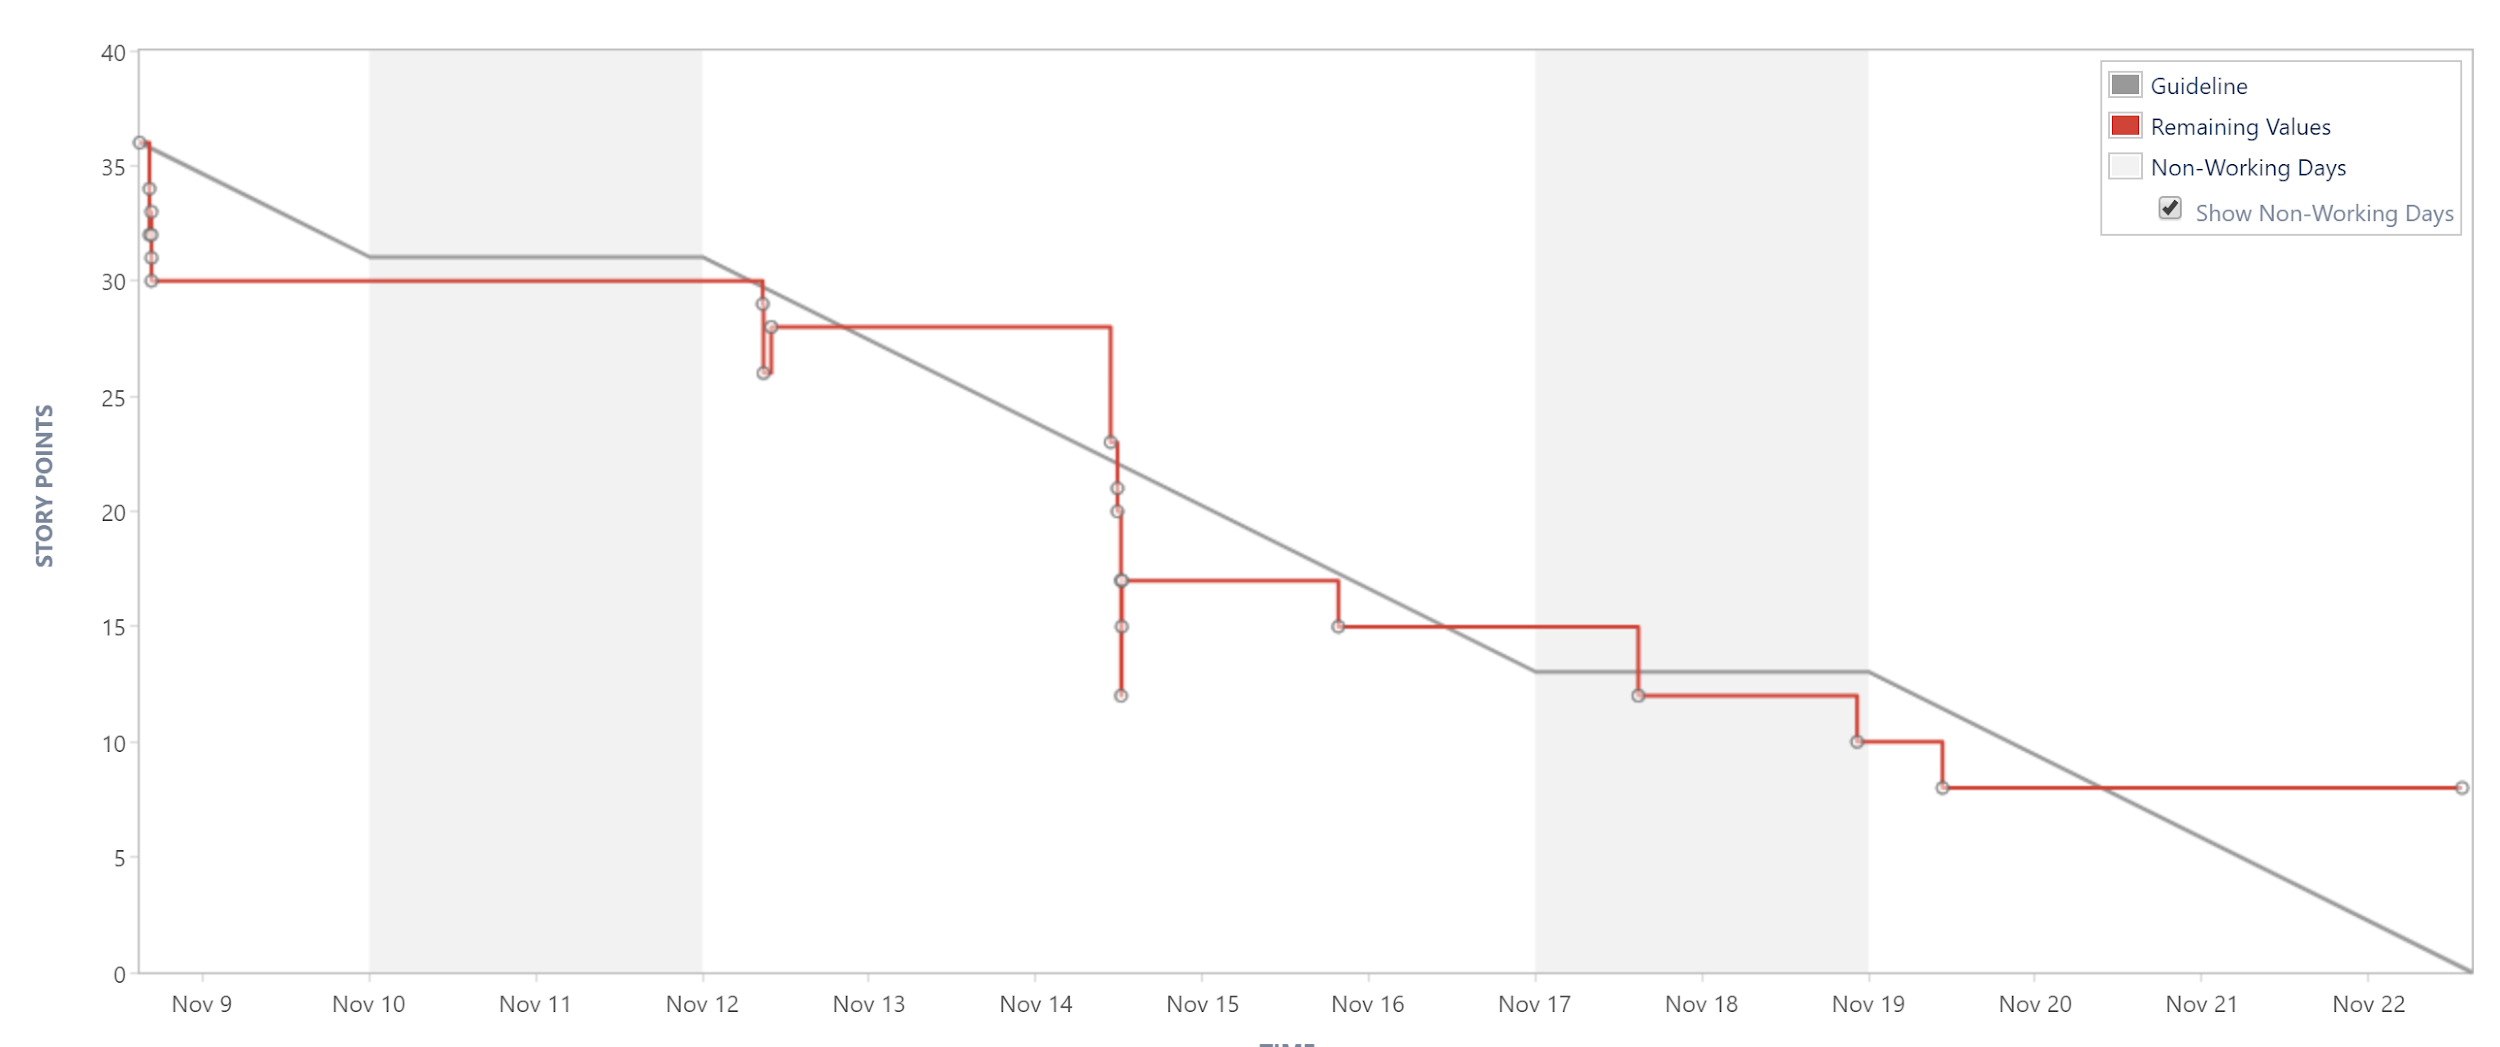 40
35
30
25
20
15
10
5
0
STORY POINTS
Guideline
Remaining Values
Non-Working Days
Show Non-Working Days
Nov 9 Nov 10 Nov 11 Nov 12 Nov 13 Nov 14 Nov 15 Nov 16 Nov 17 Nov 18 Nov 19 Nov 20 Nov 21 Nov 22